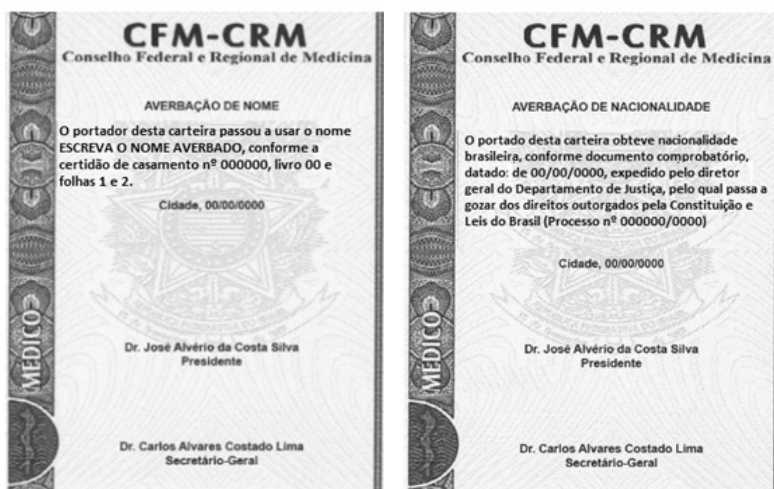 CFM-CRM
Conselho Federal e Regional de Medicina
AVERBAÇÃO DE NOME
O portador desta carteira passou a usar o nome
ESCREVA O NOME AVERBADO, conforme a
certidão de casamento nº 000000, livro 00 e
folhas 1 e 2.
Cidade, 00/00/0000
Dr. José Alvério da Costa Silva
Presidente
Dr. Carlos Alvares Costado Lima
Secretário-Geral
MÉDICO
CFM-CRM
Conselho Federal e Regional de Medicina
AVERBAÇÃO DE NACIONALIDADE
O portado desta carteira obteve nacionalidade
brasileira, conforme documento comprobatório,
datado: de 00/00/0000, expedido pelo diretor
geral do Departamento de Justiça, pelo qual passa a
gozar dos direitos outorgados pela Constituição e
Leis do Brasil (Processo nº 000000/0000)
Cidade, 00/00/0000
Dr. José Alvério da Costa Silva
Presidente
Dr. Carlos Alvares Costado Lima
Secretário-Geral
MÉDICO